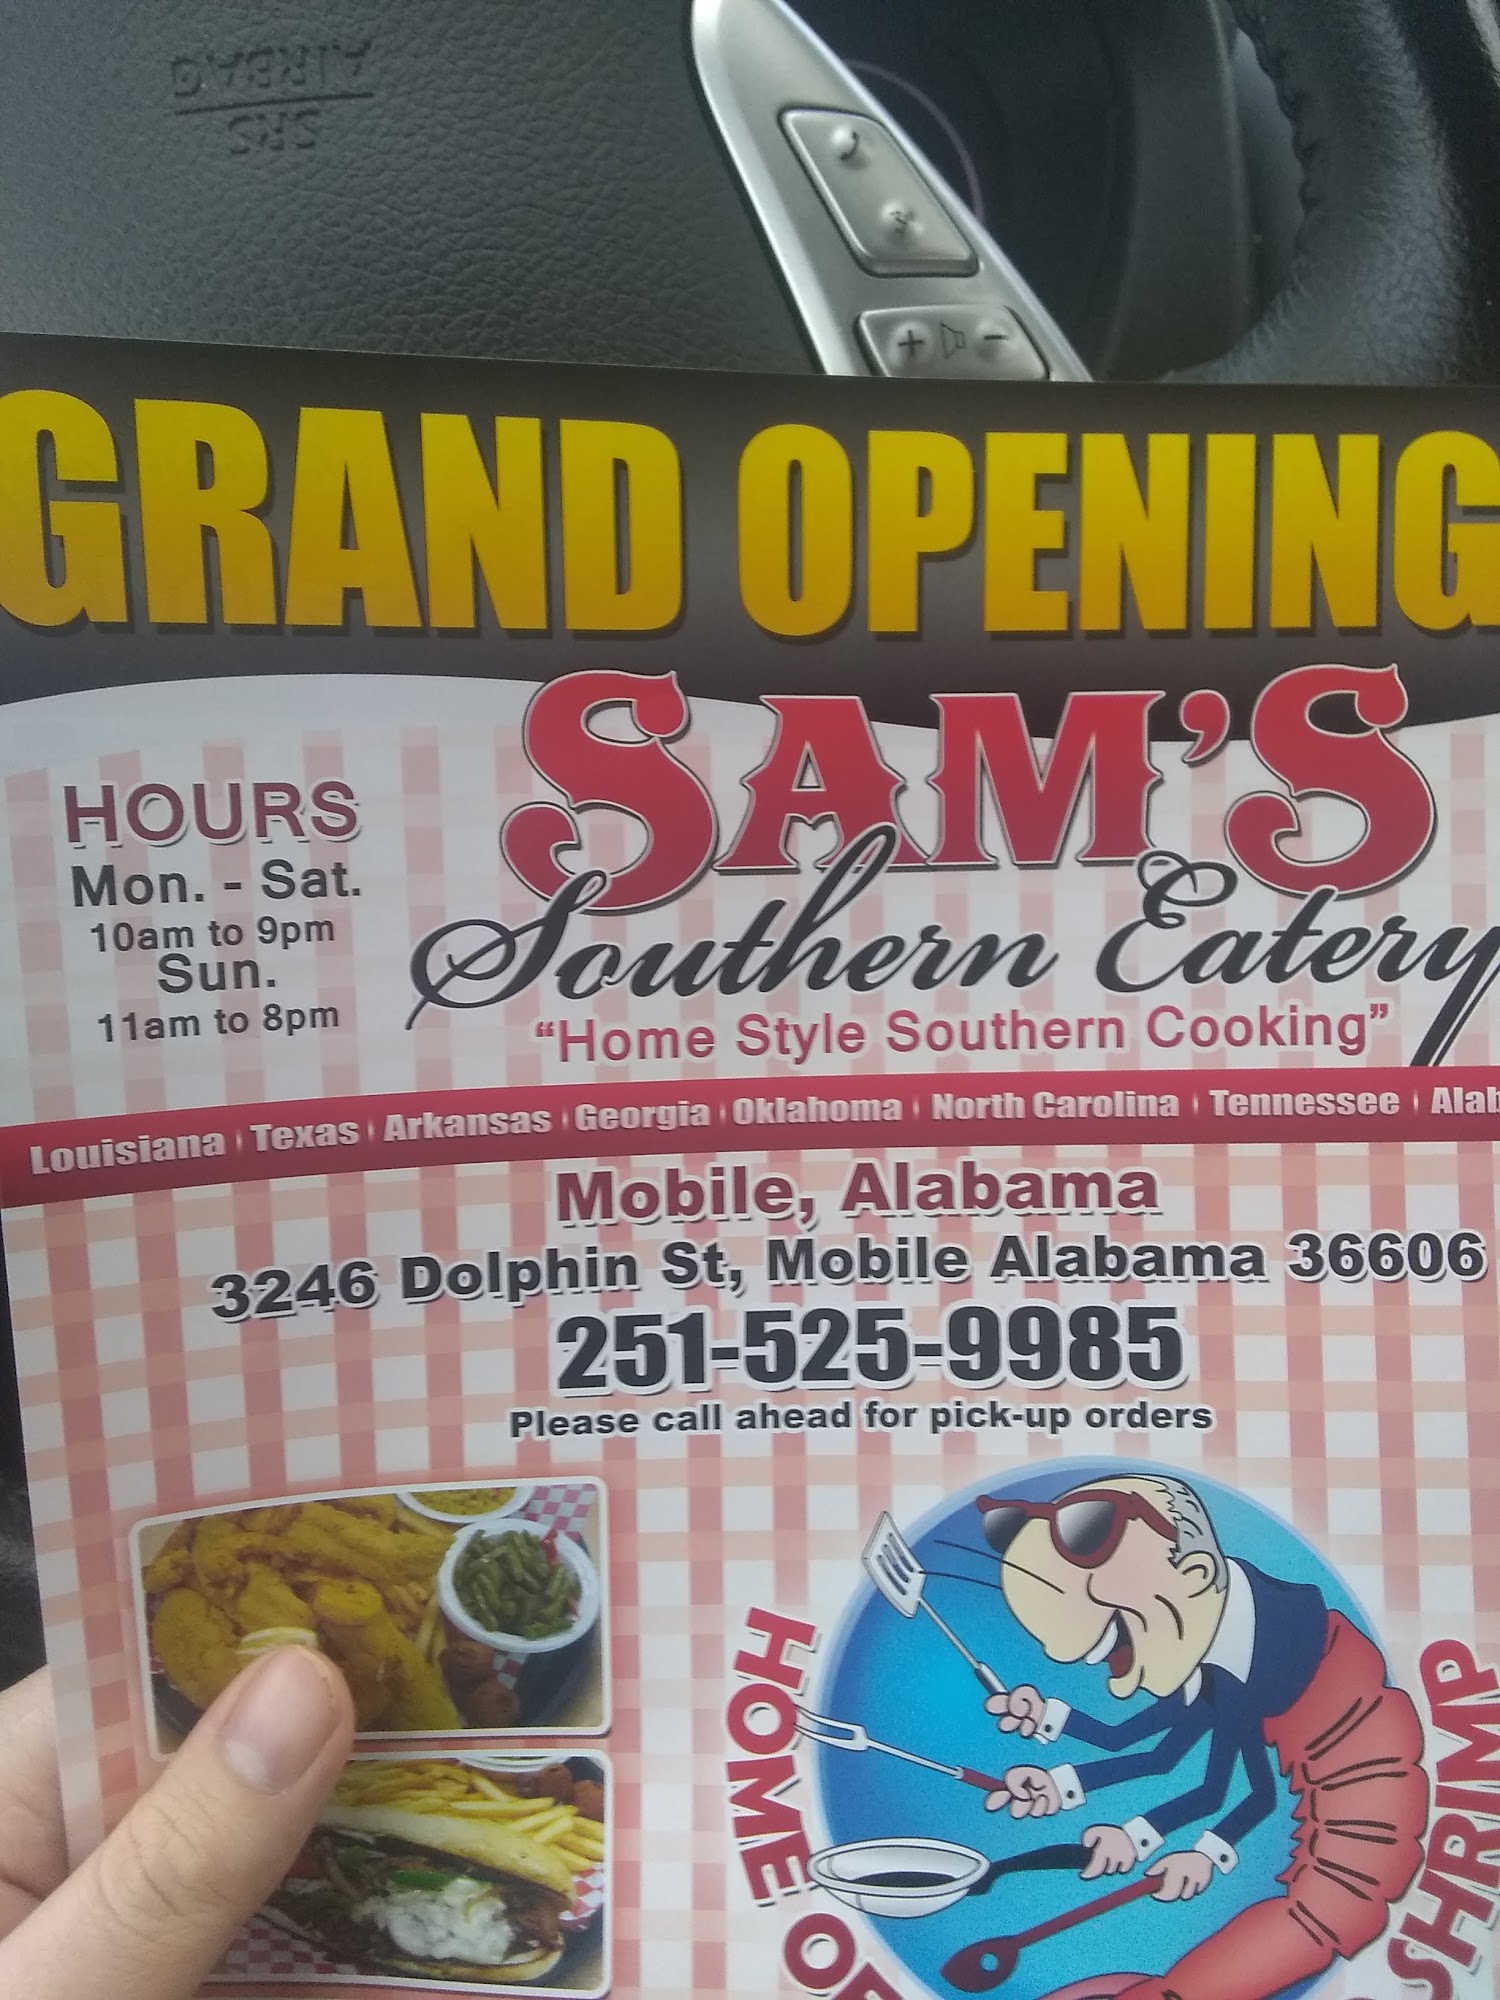 SRS
AIRBAG
+ -
GRAND OPENING
SAM'S
Southern Eatery
"Home Style Southern Cooking"
HOURS
Mon. - Sat.
10am to 9pm
Sun.
11am to 8pm
Louisiana | Texas | Arkansas | Georgia | Oklahoma | North Carolina | Tennessee | Alab
Mobile, Alabama
3246 Dolphin St, Mobile Alabama 36606
251-525-9985
Please call ahead for pick-up orders
HOME OF
SHRIMP